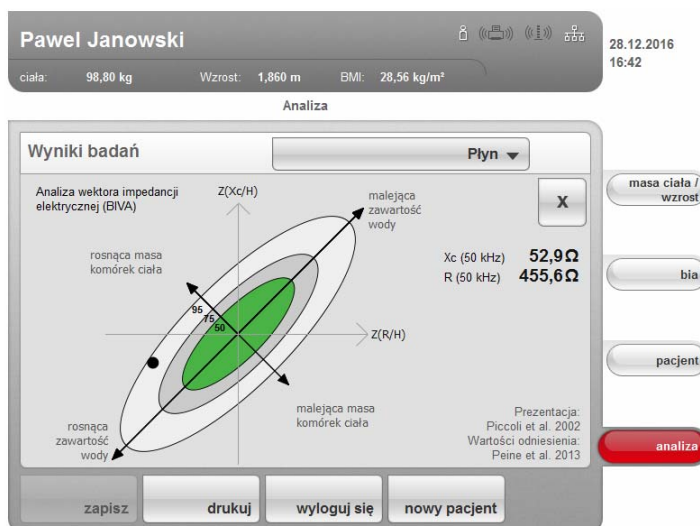 Pawel Janowski
ciała: 98,80 kg Wzrost: 1,860 m BMI: 28,56 kg/m²
28.12.2016
16:42
Analiza
Wyniki badań
Płyn
Analiza wektora impedancji
elektrycznej (BIVA)
Z(Xc/H)
malejąca
zawartość
wody
X
rosnąca masa
komórek ciała
Xc (50 kHz) 52,9Ω
R (50 kHz) 455,6Ω
95
75
50
Z(R/H)
malejąca masa
komórek ciała
rosnąca
zawartość
wody
Prezentacja:
Piccoli et al. 2002
Wartości odniesienia:
Peine et al. 2013
masa ciała /
wzrost
bia
pacjent
analiza
zapisz
drukuj
wyloguj się
nowy pacjent